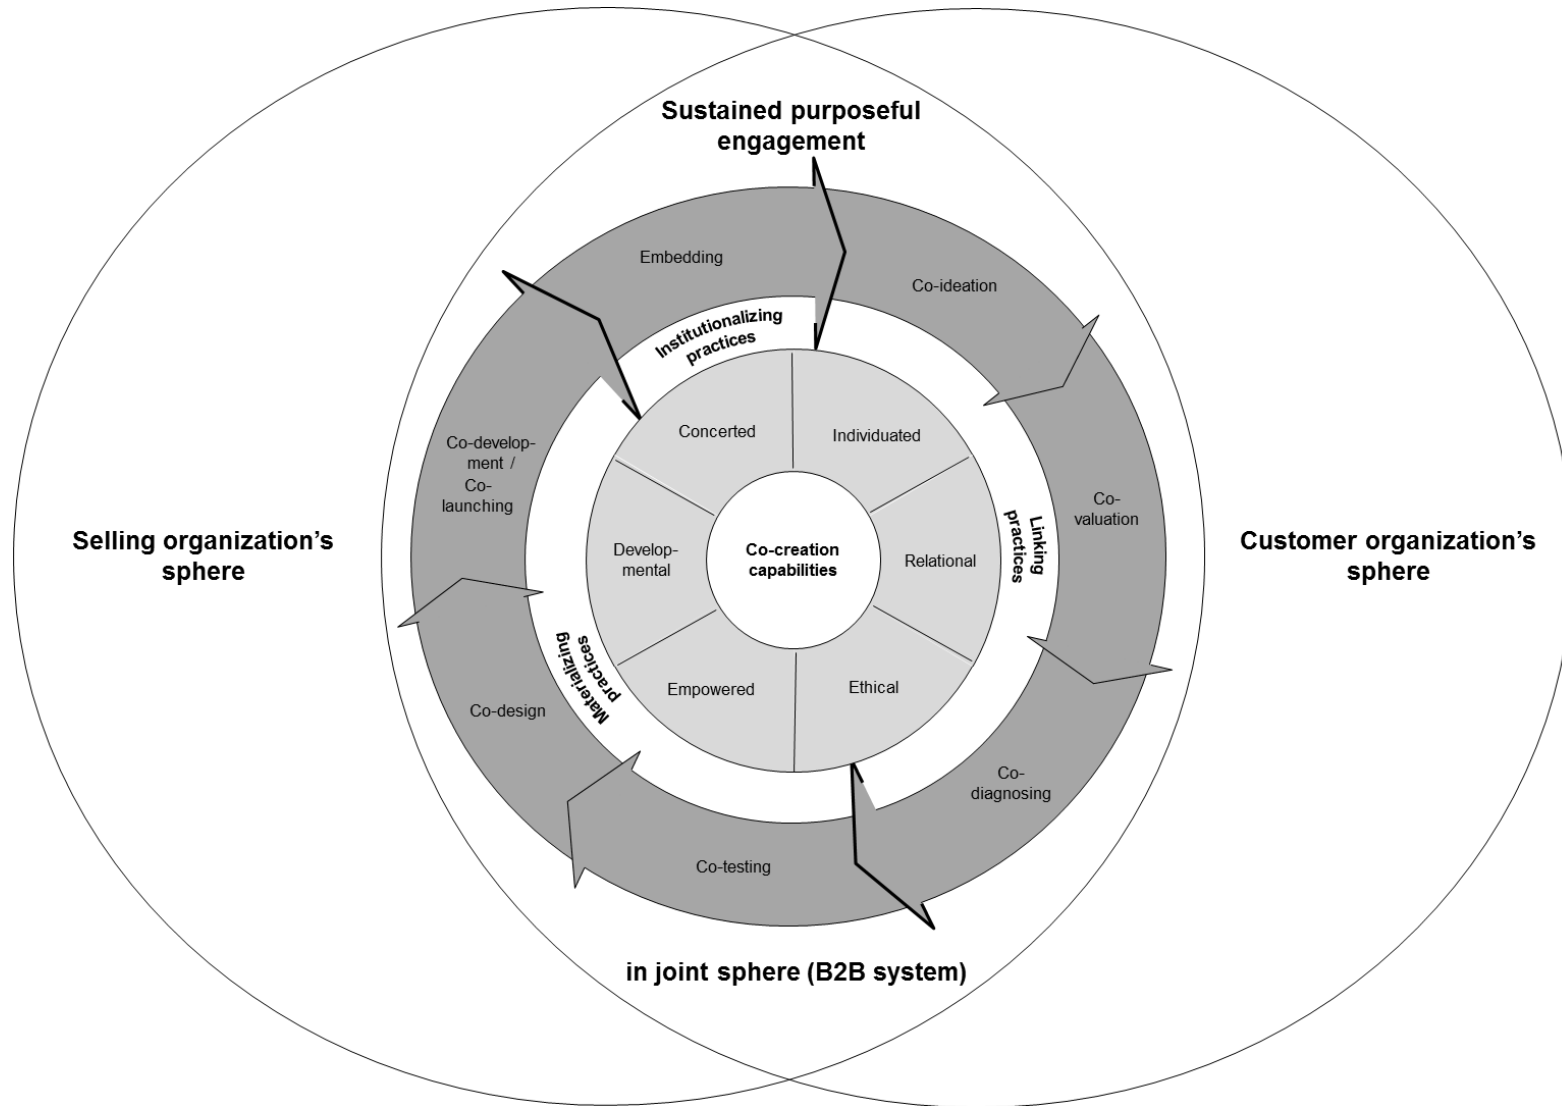 Sustained purposeful
engagement
Embedding
Co-ideation
Institutionalizing
practices
Concerted
Individuated
Co-develop-
ment /
Co-
launching
Co-
valuation
Linking
practices
Selling organization's
sphere
Develop-
mental
Co-creation
capabilities
Relational
Customer organization's
sphere
Materializing
practices
Empowered
Ethical
Co-design
Co-
diagnosing
Co-testing
in joint sphere (B2B system)